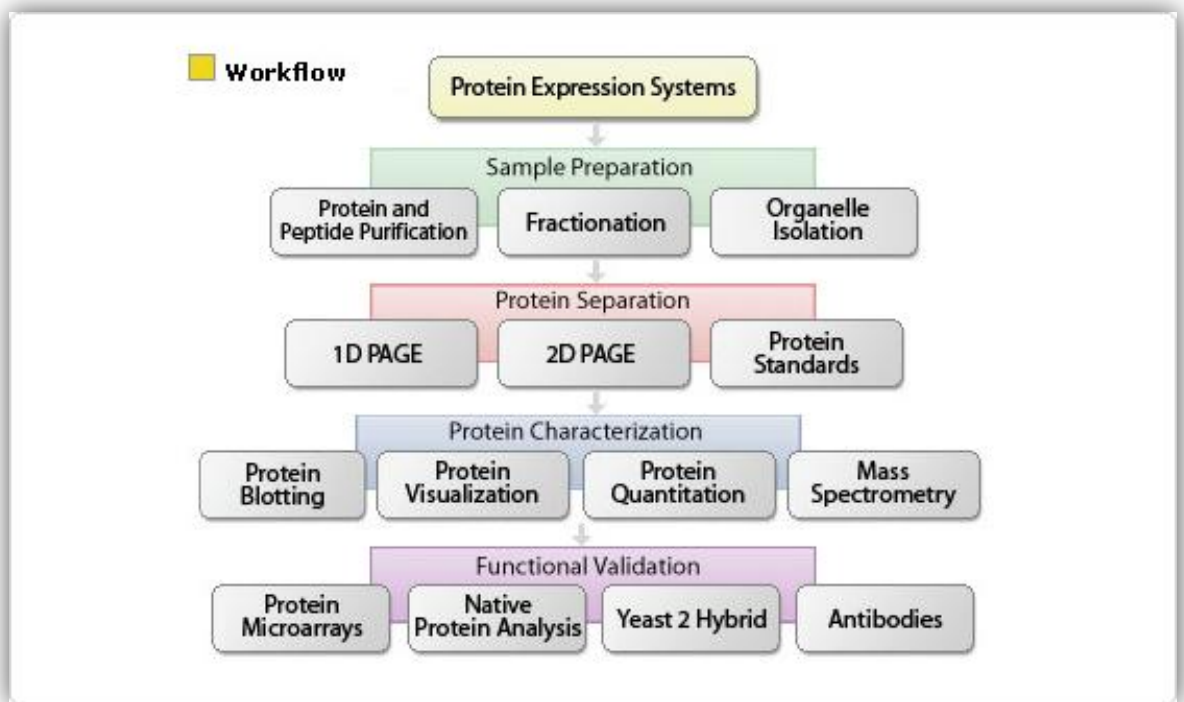 Workflow
Protein Expression Systems
Sample Preparation
Protein and
Peptide Purification
Fractionation
Organelle
Isolation
Protein Separation
1D PAGE
2D PAGE
Protein
Standards
Protein Characterization
Protein
Blotting
Protein
Visualization
Protein
Quantitation
Mass
Spectrometry
Functional Validation
Protein
Microarrays
Native
Protein Analysis
Yeast 2 Hybrid
Antibodies